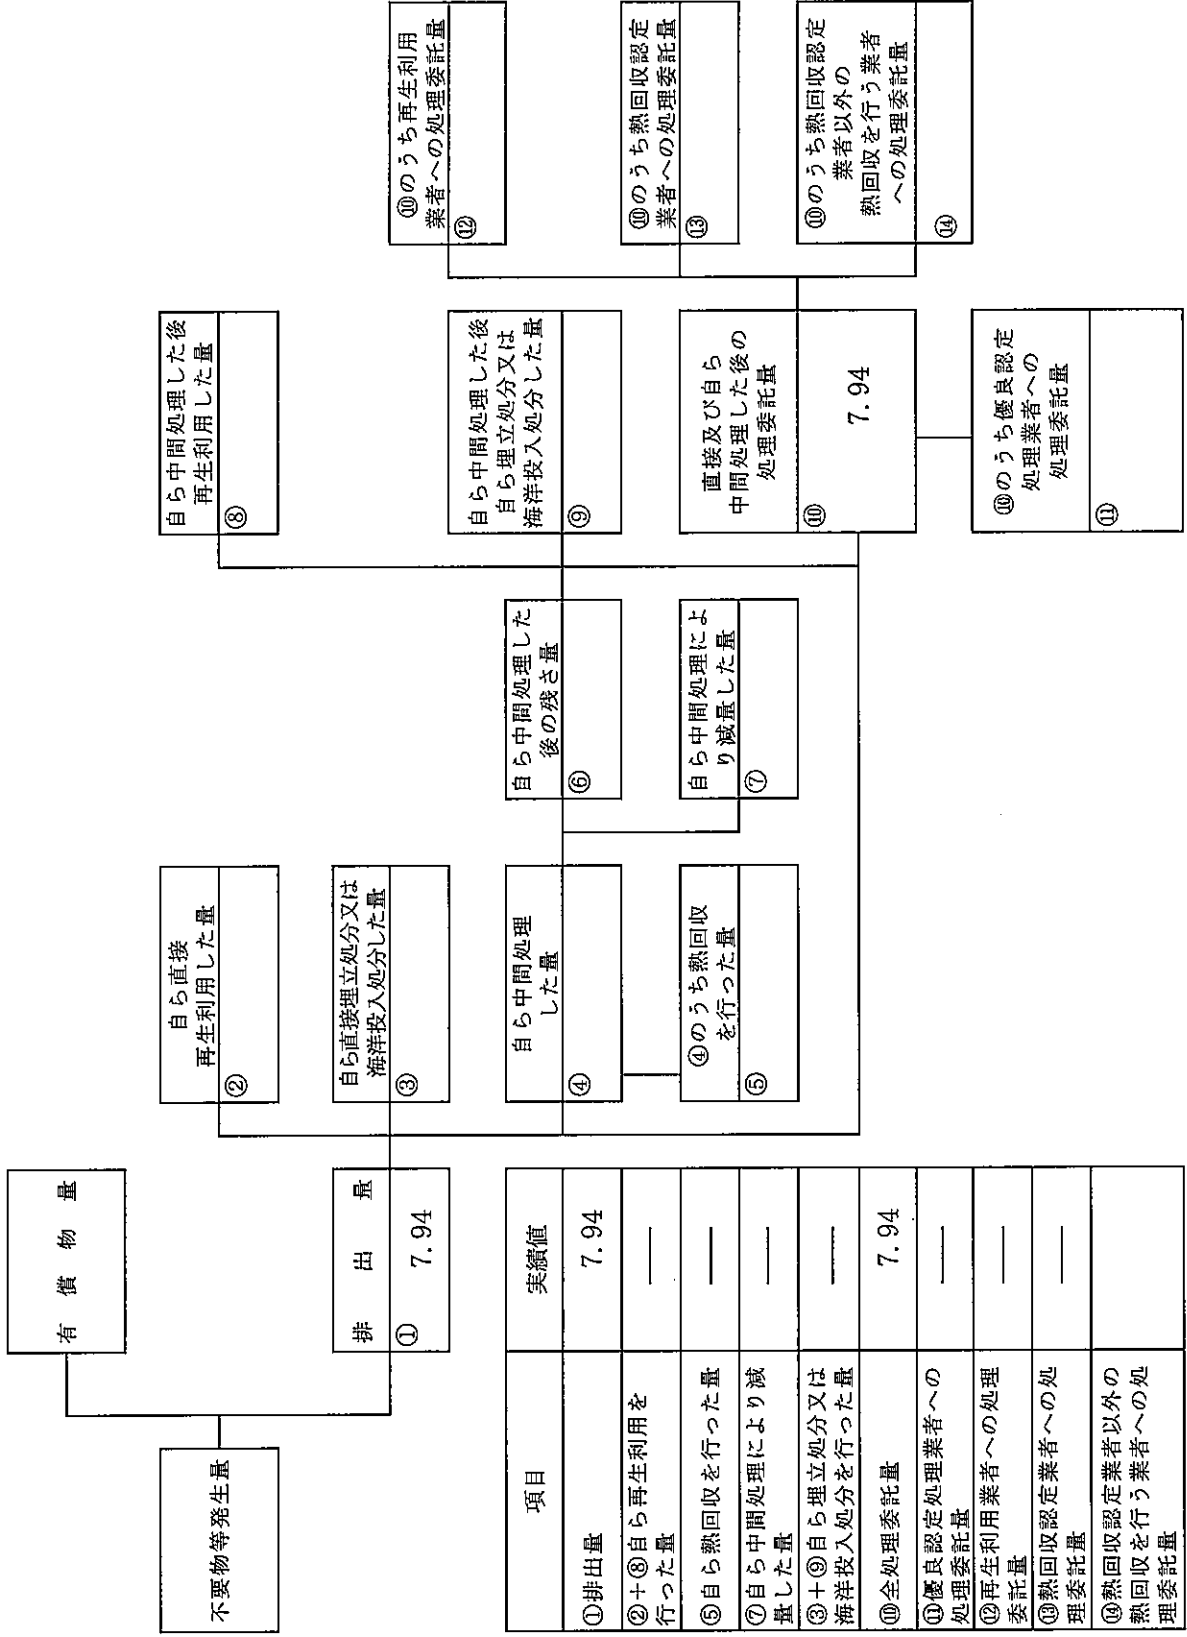 不要物等発生量
有償物量
排出量
①
7.94
自ら直接
再生利用した量
②
自ら直接埋立処分又は
海洋投入処分した量
③
自ら中間処理
した量
④
④のうち熱回収
を行った量
⑤
自ら中間処理した
後の残さ量
⑥
自ら中間処理によ
り減量した量
⑦
自ら中間処理した後
再生利用した量
⑧
自ら中間処理した後
自ら埋立処分又は
海洋投入処分した量
⑨
直接及び自ら
中間処理した後の
処理委託量
⑩
7.94
⑩のうち優良認定
処理業者への
処理委託量
⑪
⑩のうち再生利用
業者への処理委託量
⑫
⑩のうち熱回収認定
業者への処理委託量
⑬
⑩のうち熱回収認定
業者以外の
熱回収を行う業者
への処理委託量
⑭
項目
実績値
①排出量
7.94
②+⑧自ら再生利用を
行った量
―
⑤自ら熱回収を行った量
―
⑦自ら中間処理により減
量した量
―
③+⑨自ら埋立処分又は
海洋投入処分を行った量
―
⑩全処理委託量
7.94
⑪優良認定処理業者への
処理委託量
―
⑫再生利用業者への処理
委託量
―
⑬熱回収認定業者への処
理委託量
―
⑭熱回収認定業者以外の
熱回収を行う業者への処
理委託量